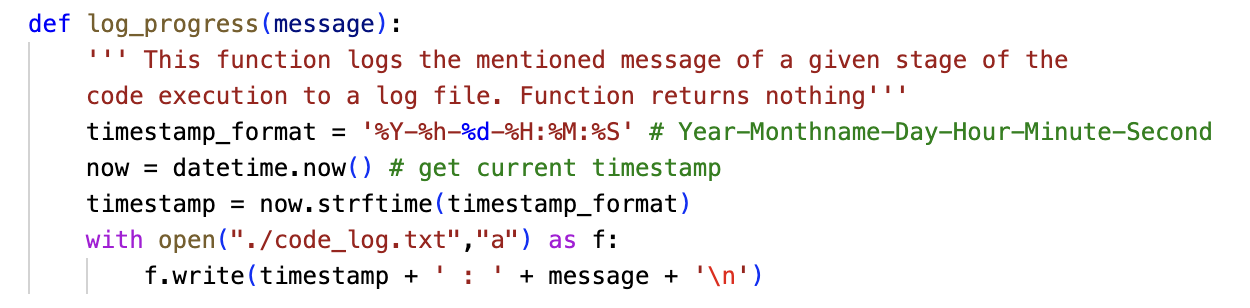 def log_progress(message):
    ''' This function logs the mentioned message of a given stage of the
    code execution to a log file. Function returns nothing'''
    timestamp_format = '%Y-%h-%d-%H:%M:%S' # Year-Monthname-Day-Hour-Minute-Second
    now = datetime.now() # get current timestamp
    timestamp = now.strftime(timestamp_format)
    with open("./code_log.txt","a") as f:
        f.write(timestamp + ' : ' + message + '\n')